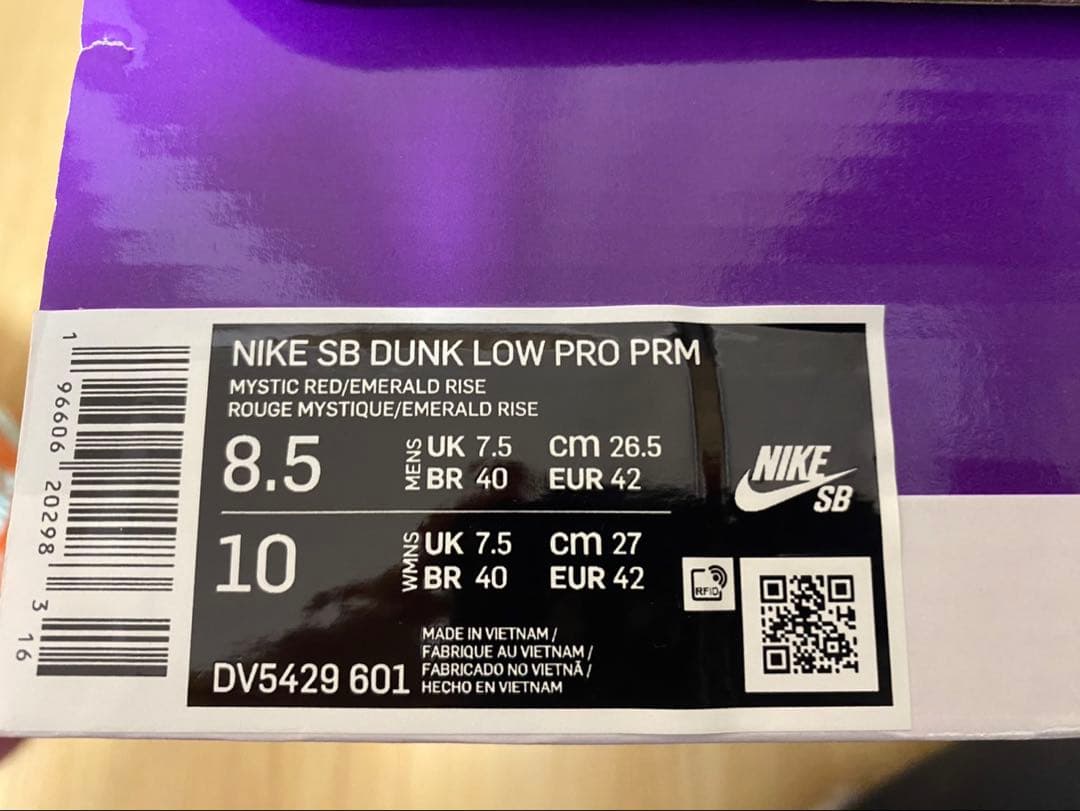 NIKE SB DUNK LOW PRO PRM
MYSTIC RED/EMERALD RISE
ROUGE MYSTIQUE/EMERALD RISE
8.5 MENS UK 7.5 cm 26.5
BR 40 EUR 42
10 WMNS UK 7.5 cm 27
BR 40 EUR 42
NIKE
SB
RFID
MADE IN VIETNAM /
FABRIQUE AU VIETNAM /
FABRICADO NO VIETNÃ /
HECHO EN VIETNAM
DV5429 601
1 96606 20298 3 16